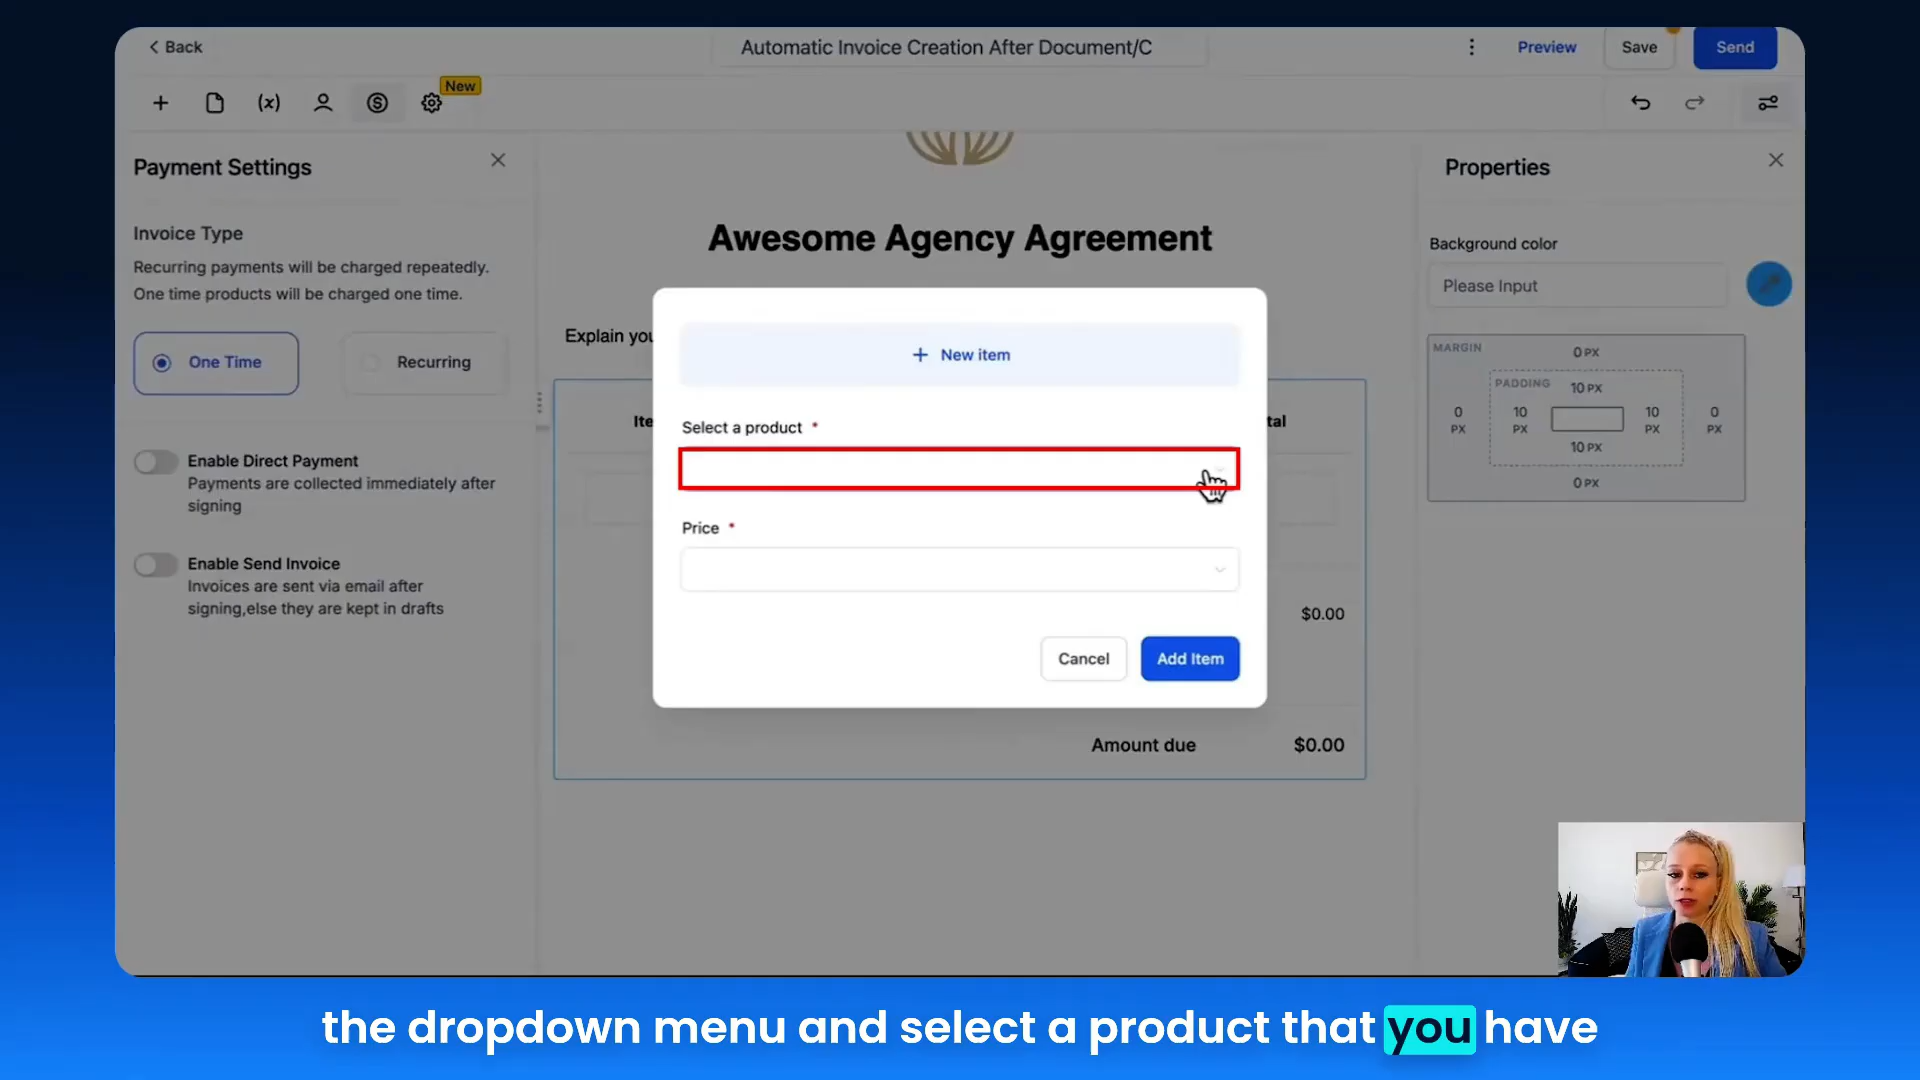 Back
Automatic Invoice Creation After Document/C
Preview
Save
Send
(x)
New
Payment Settings
Invoice Type
Recurring payments will be charged repeatedly.
One time products will be charged one time.
One Time
Recurring
Enable Direct Payment
Payments are collected immediately after
signing
Enable Send Invoice
Invoices are sent via email after
signing,else they are kept in drafts
Awesome Agency Agreement
Explain you
Ite
tal
New item
Select a product *
Price *
Cancel
Add Item
$0.00
Amount due $0.00
Properties
Background color
Please Input
MARGIN
0 PX
PADDING
10 PX
0 PX
10 PX
10 PX
0 PX
10 PX
0 PX
the dropdown menu and select a product that you have